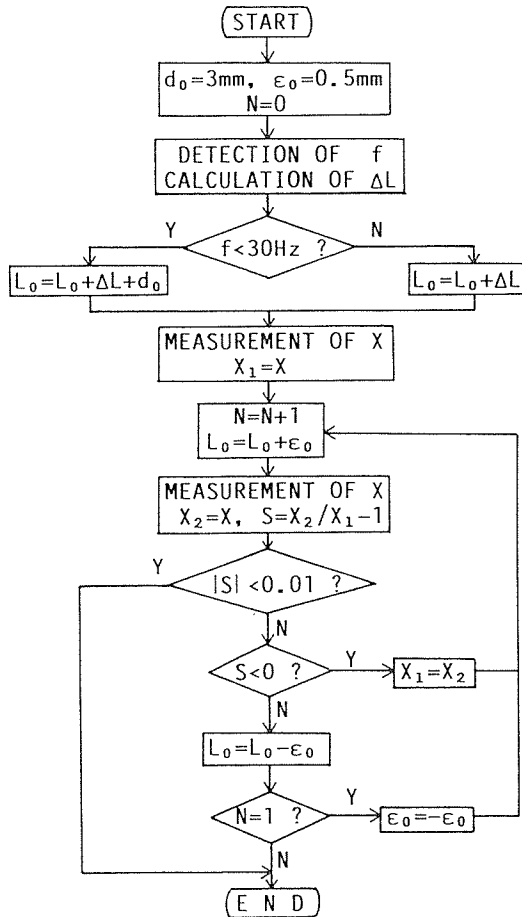 START
d₀=3mm, ε₀=0.5mm
N=0
DETECTION OF f
CALCULATION OF ΔL
Y
N
f<30Hz ?
L₀=L₀+ΔL+d₀
L₀=L₀+ΔL
MEASUREMENT OF X
X₁=X
N=N+1
L₀=L₀+ε₀
MEASUREMENT OF X
X₂=X, S=X₂/X₁-1
Y
|S|<0.01 ?
N
S<0 ?
Y
X₁=X₂
N
L₀=L₀-ε₀
N=1 ?
Y
ε₀=-ε₀
N
E N D